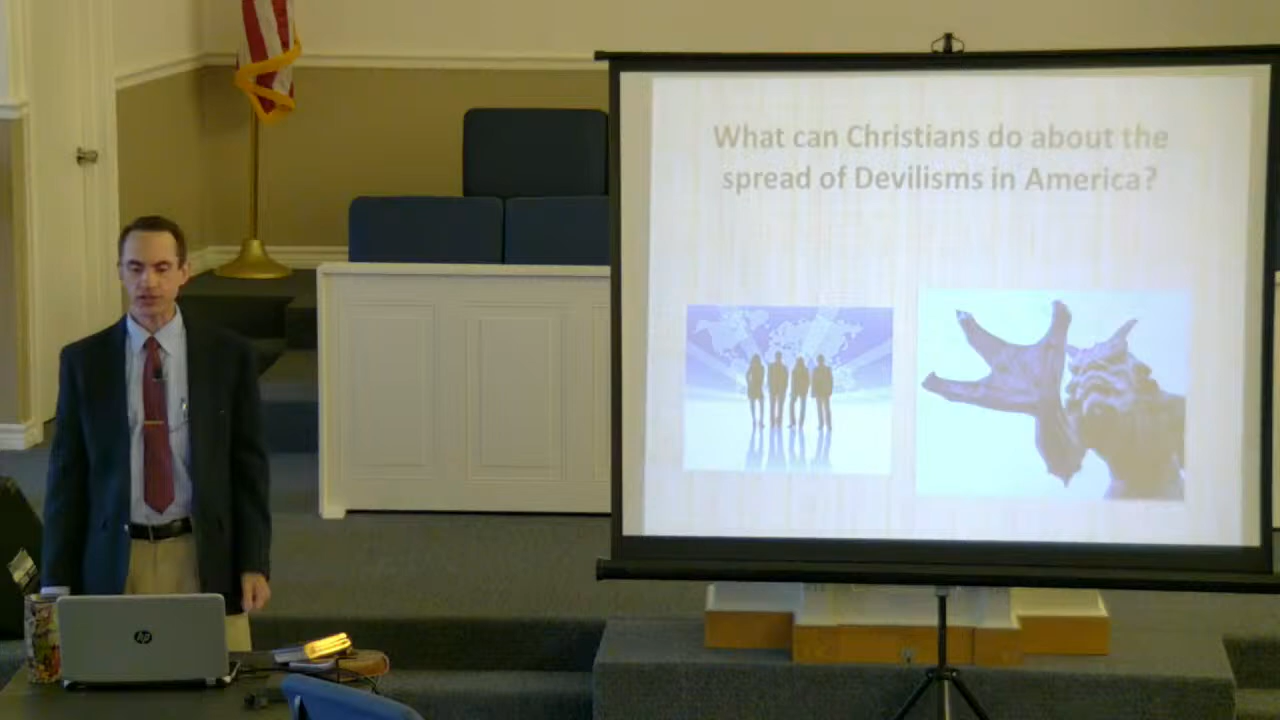 What can Christians do about the
spread of Devilisms in America?
hp